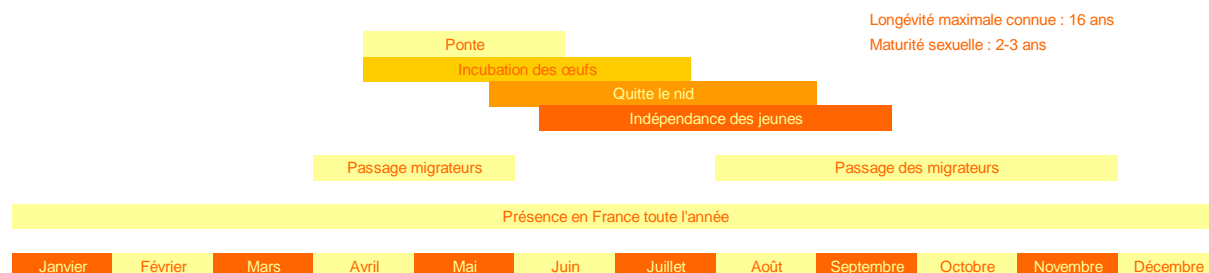 Longévité maximale connue : 16 ans
Ponte
Maturité sexuelle : 2-3 ans
Incubation des œufs
Quitte le nid
Indépendance des jeunes
Passage migrateurs
Passage des migrateurs
Présence en France toute l'année
Janvier Février Mars Avril Mai Juin Juillet Août Septembre Octobre Novembre Décembre